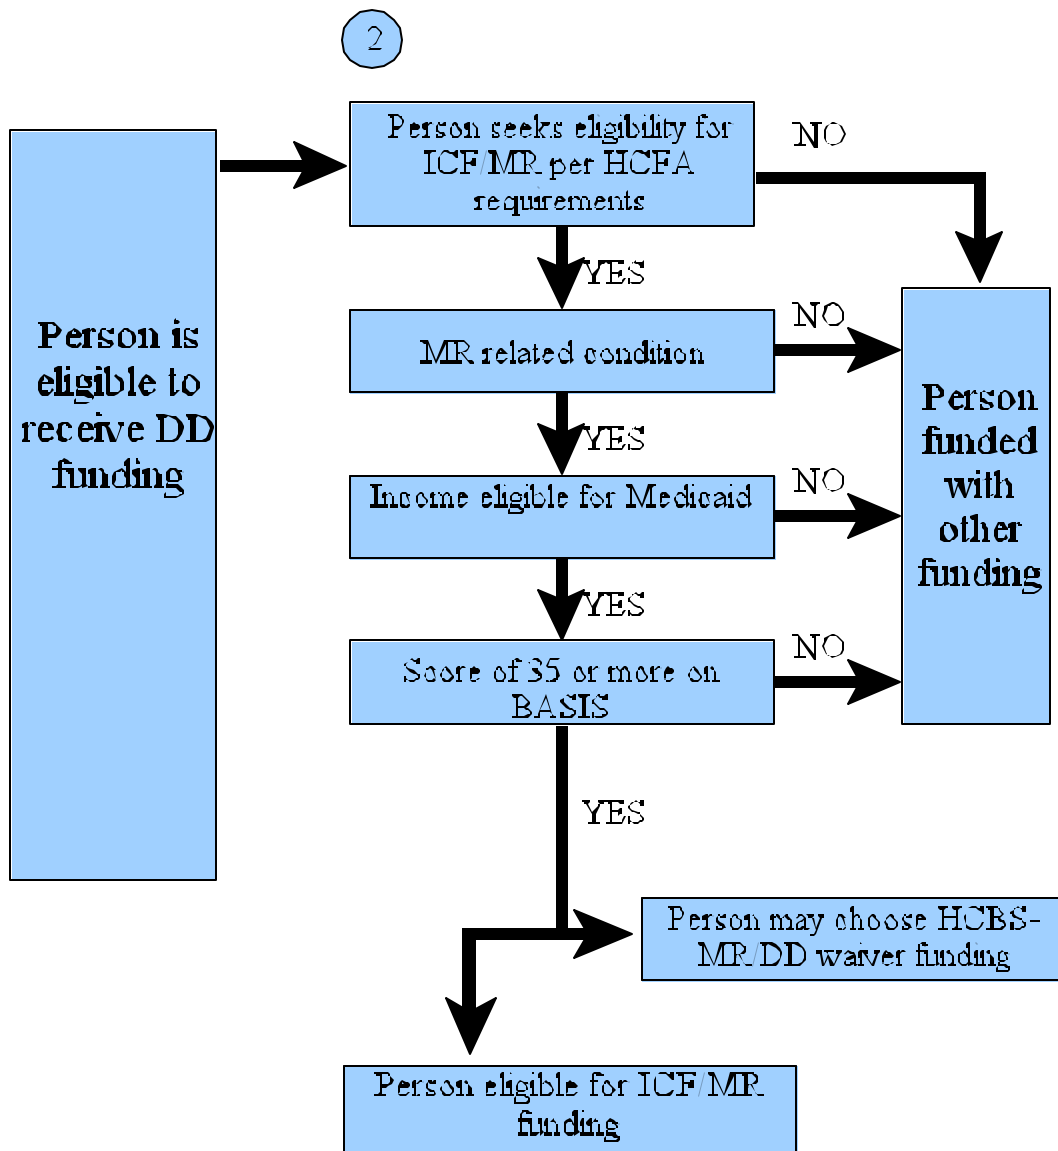 2
Person is
eligible to
receive DD
funding
Person seeks eligibility for
ICF/MR per HCFA
requirements
NO
YES
MR related condition
NO
YES
Income eligible for Medicaid
NO
YES
Score of 35 or more on
BASIS
NO
Person
funded
with
other
funding
YES
Person may choose HCBS-
MR/DD waiver funding
Person eligible for ICF/MR
funding